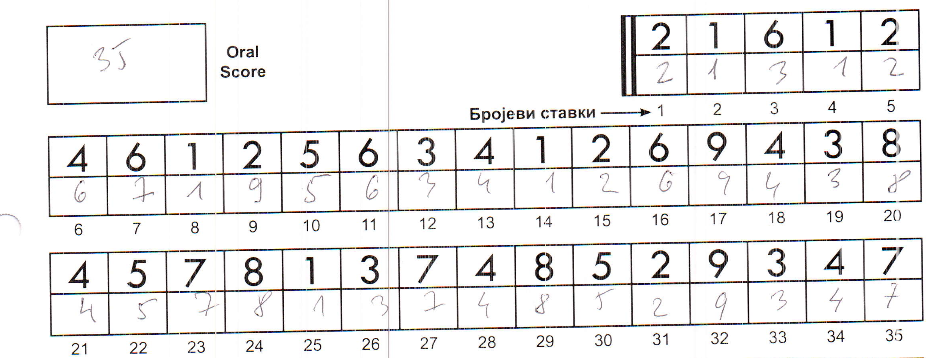 35 Oral Score
2 1 6 1 2
2 1 3 1 2
Бројеви ставки 1 2 3 4 5
4 6 1 2 5 6 3 4 1 2 6 9 4 3 8
6 7 1 9 5 6 3 4 1 2 6 9 4 3 8
6 7 8 9 10 11 12 13 14 15 16 17 18 19 20
4 5 7 8 1 3 7 4 8 5 2 9 3 4 7
4 5 7 8 1 3 7 4 8 5 2 9 3 4 7
21 22 23 24 25 26 27 28 29 30 31 32 33 34 35